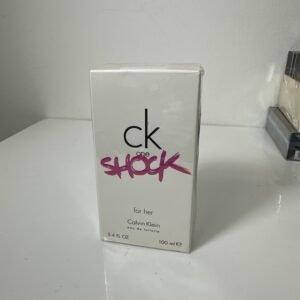 ck
one
SHOCK
for her
Calvin Klein
eau de toilette
3.4 fl OZ 100 ml e